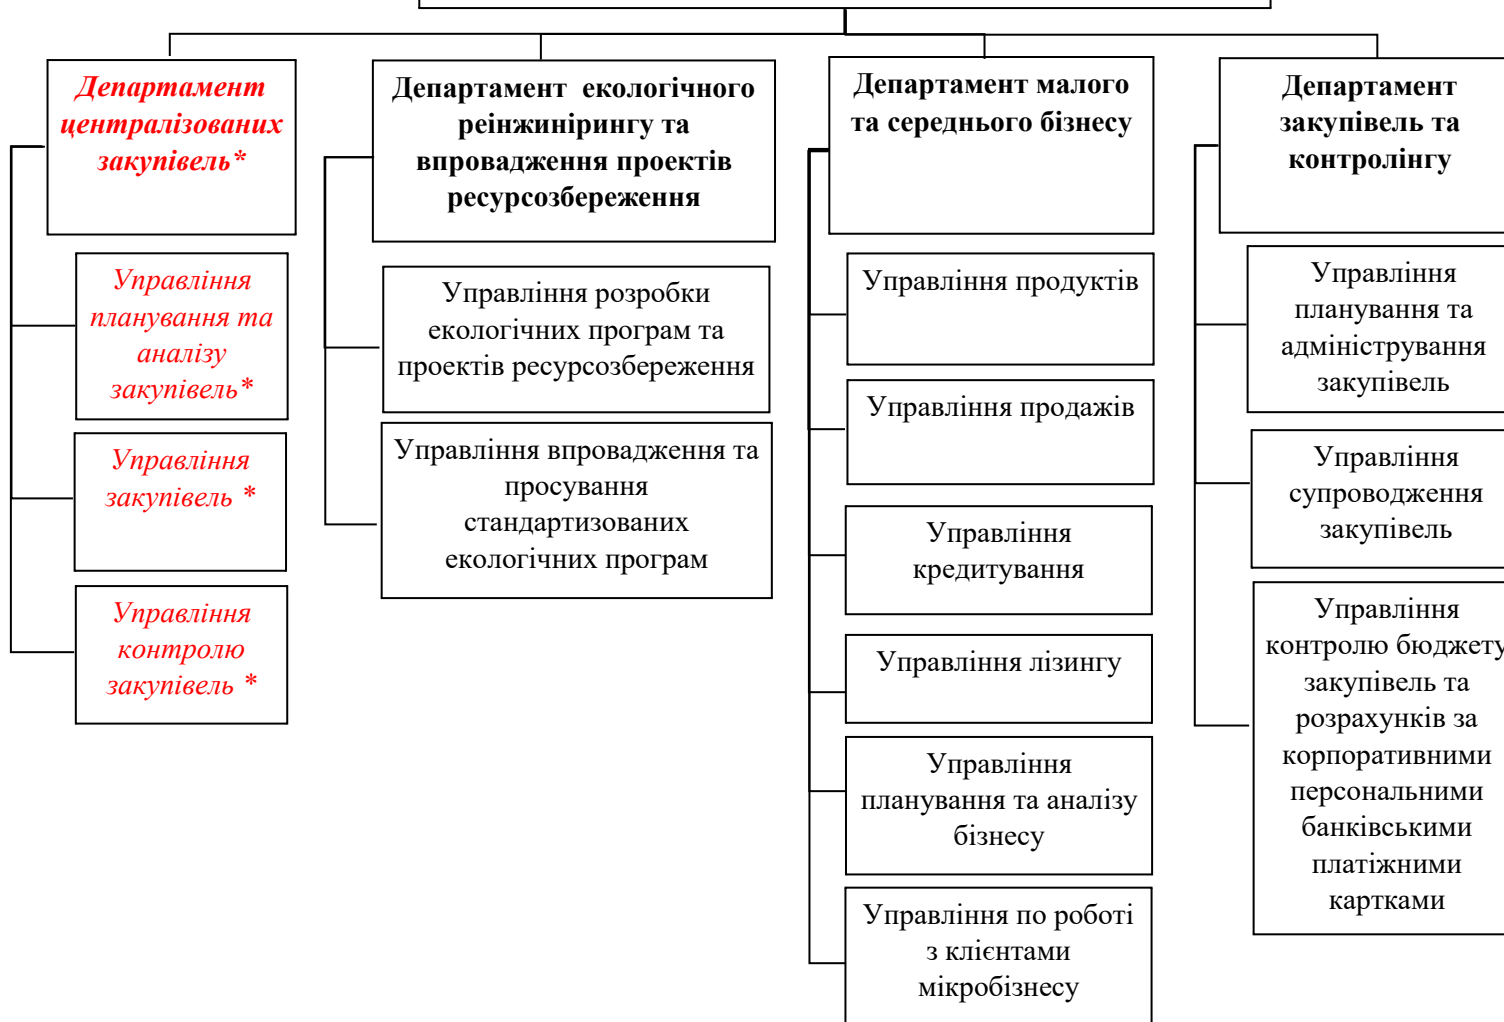 Департамент
централізованих
закупівель*
Управління
планування та
аналізу
закупівель*
Управління
закупівель *
Управління
контролю
закупівель *
Департамент екологічного
реінжинірингу та
впровадження проектів
ресурсозбереження
Управління розробки
екологічних програм та
проектів ресурсозбереження
Управління впровадження та
просування
стандартизованих
екологічних програм
Департамент малого
та середнього бізнесу
Управління продуктів
Управління продажів
Управління
кредитування
Управління лізингу
Управління
планування та аналізу
бізнесу
Управління по роботі
з клієнтами
мікробізнесу
Департамент
закупівель та
контролінгу
Управління
планування та
адміністрування
закупівель
Управління
супроводження
закупівель
Управління
контролю бюджету
закупівель та
розрахунків за
корпоративними
персональними
банківськими
платіжними
картками